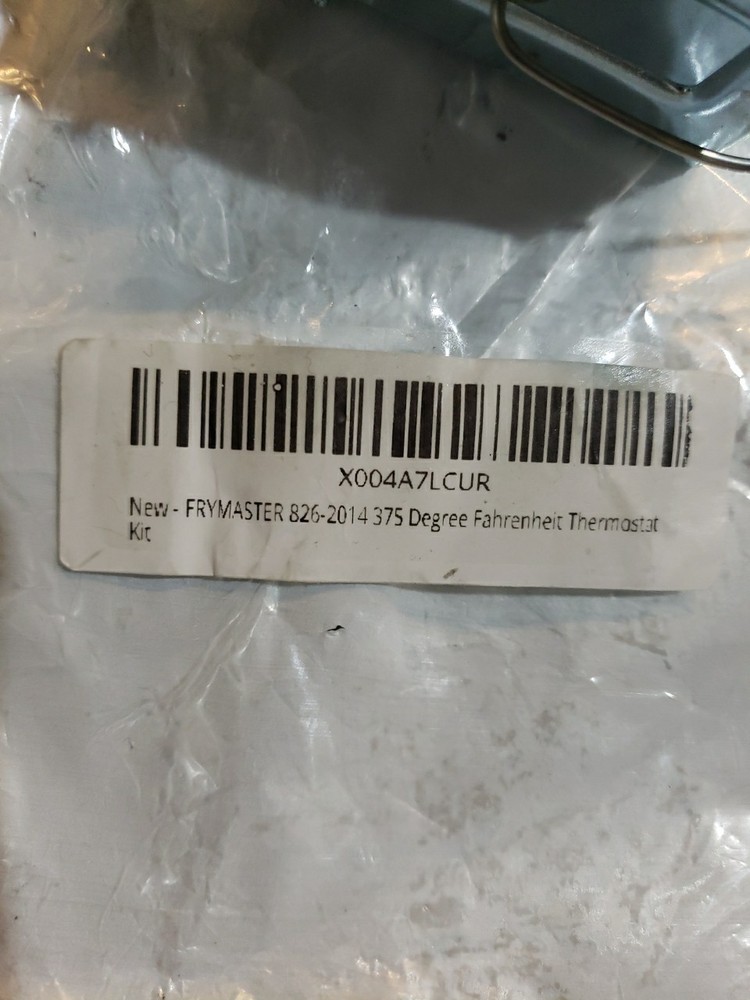 X004A7LCUR
New - FRYMASTER 826-2014 375 Degree Fahrenheit Thermostat
Kit